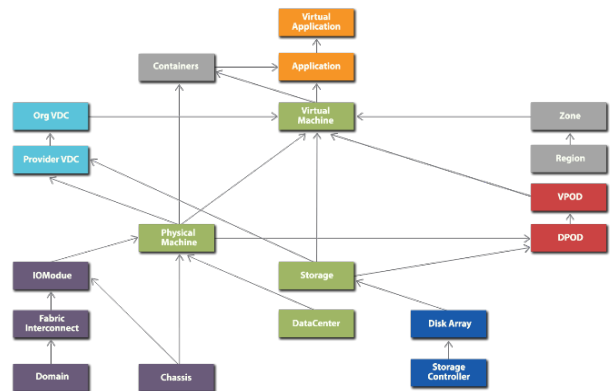 Virtual
Application
Containers
Application
Org VDC
Virtual
Machine
Zone
Provider VDC
Region
VPOD
Physical
Machine
DPOD
IOModue
Storage
Fabric
Interconnect
DataCenter
Disk Array
Domain
Chassis
Storage
Controller